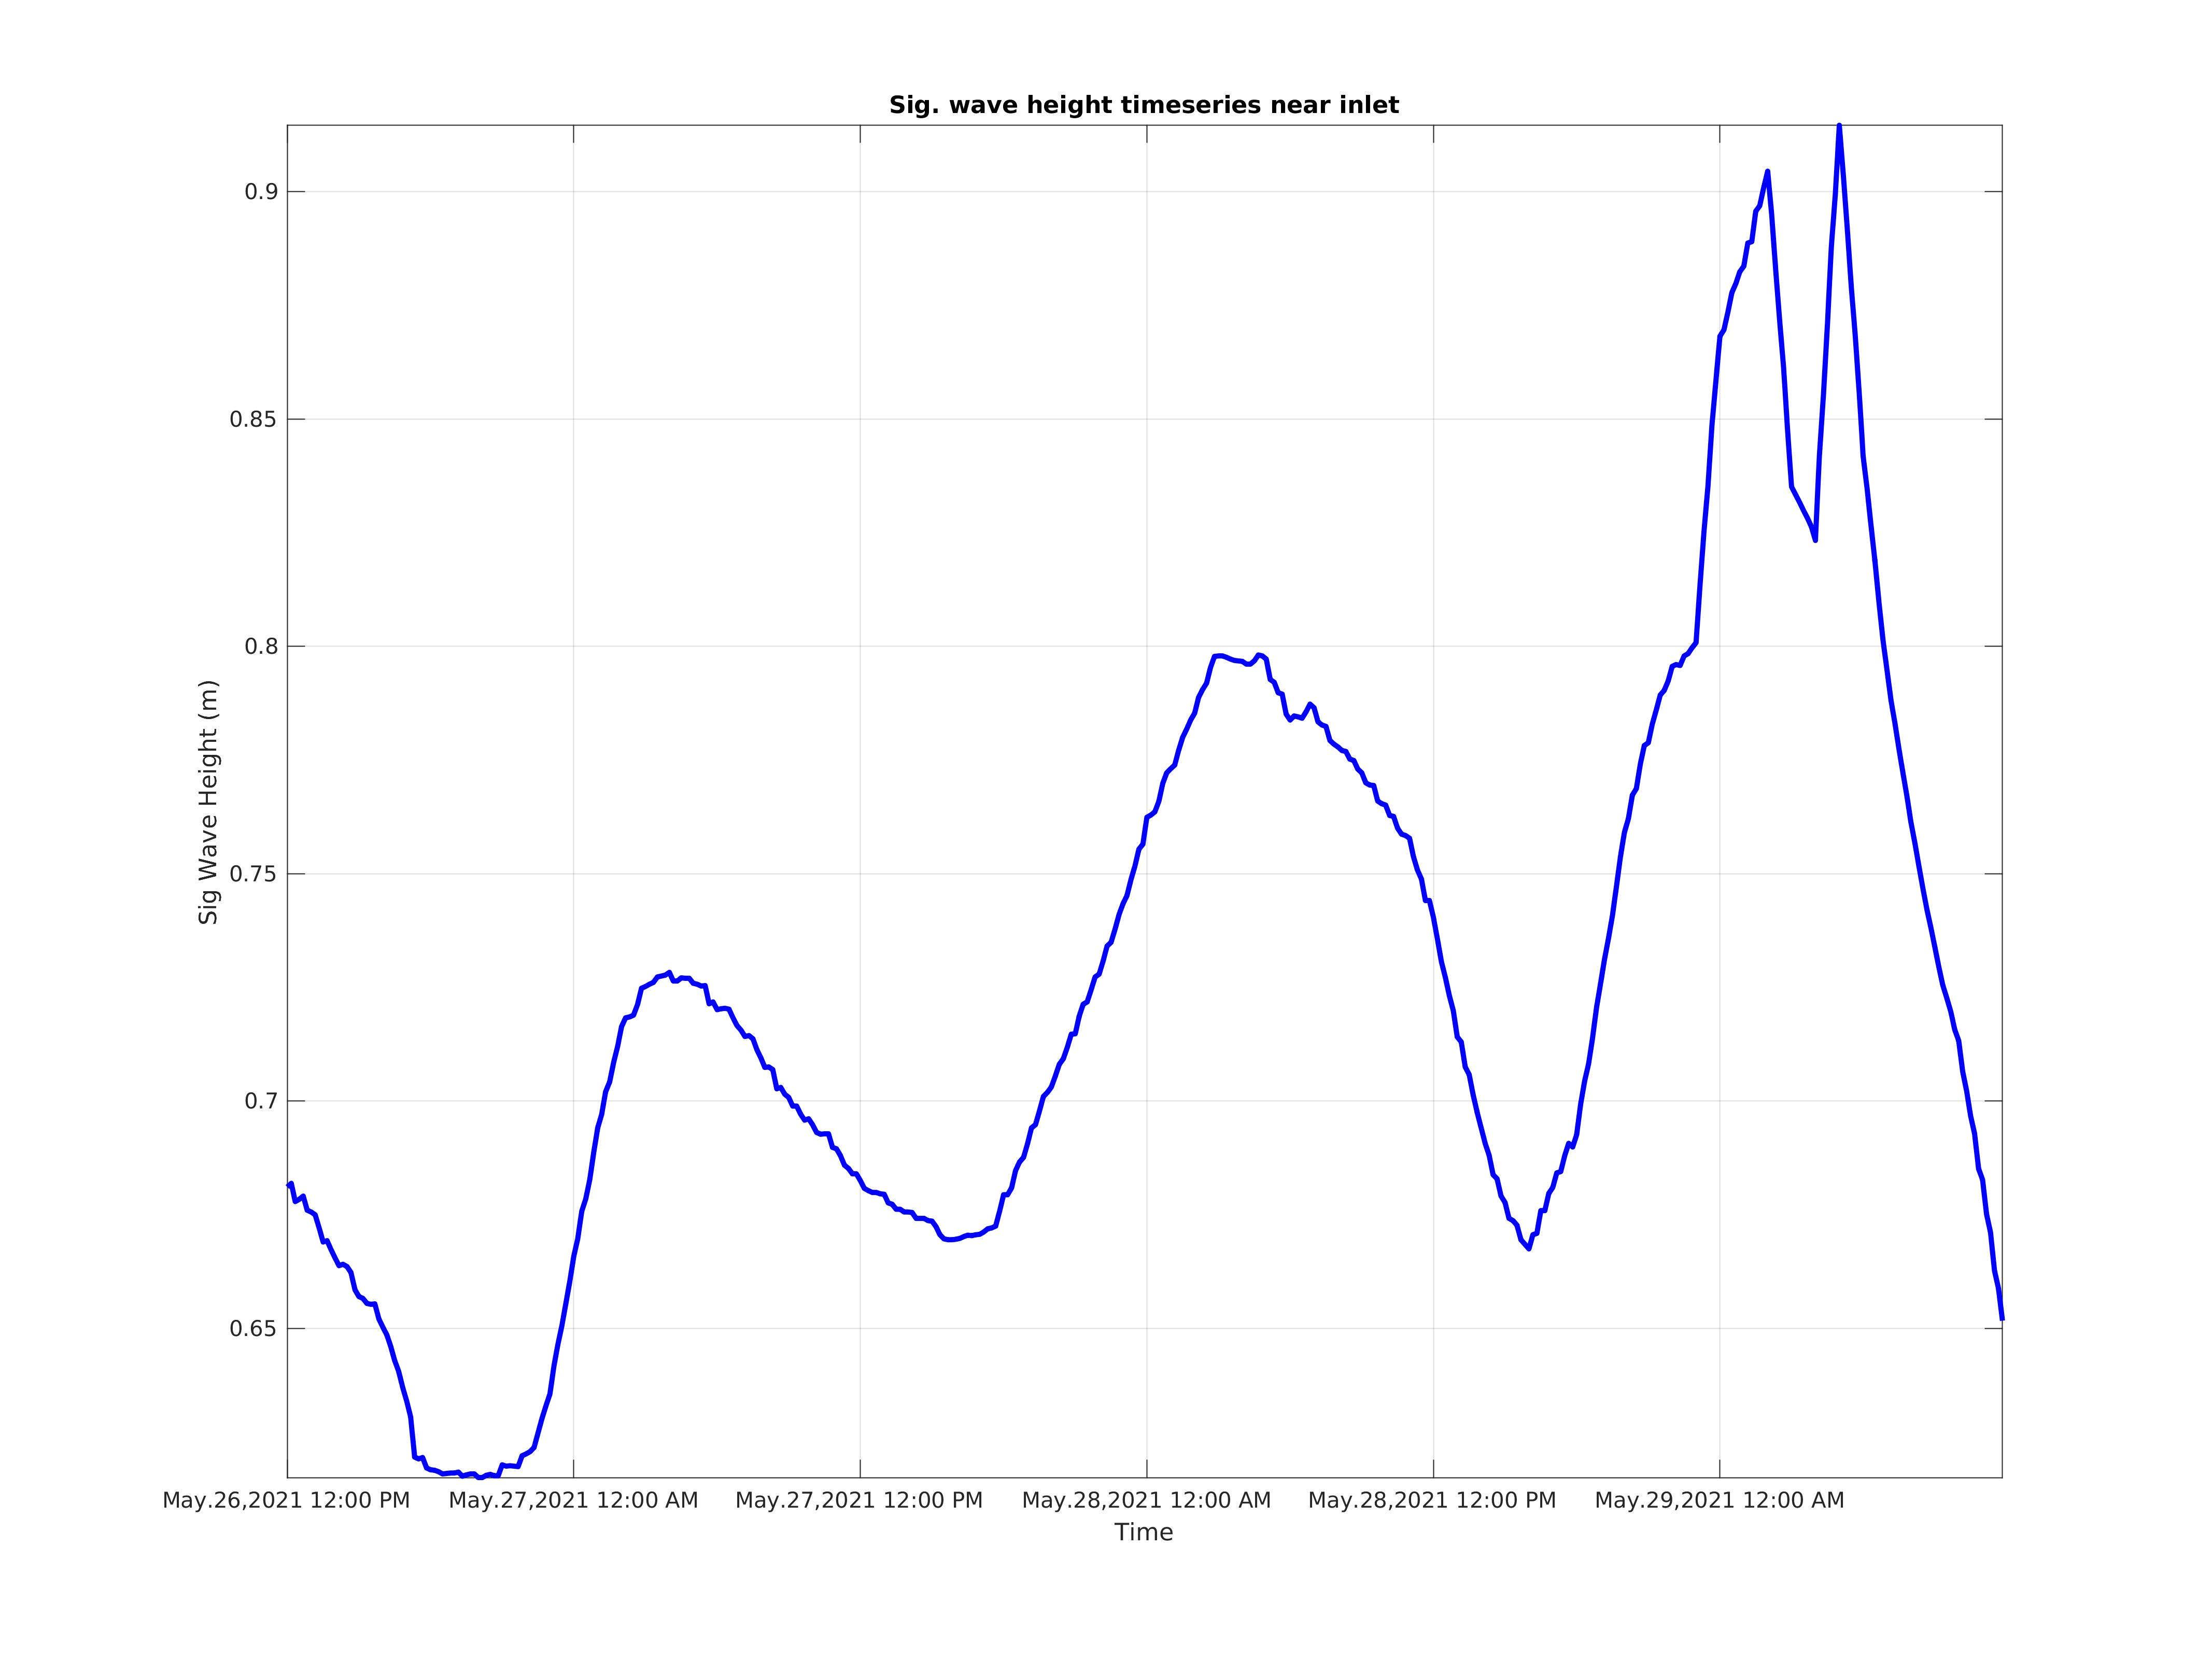 Sig. wave height timeseries near inlet
0.9
0.85
0.8
0.75
0.7
0.65
Sig Wave Height (m)
May.26,2021 12:00 PM May.27,2021 12:00 AM May.27,2021 12:00 PM May.28,2021 12:00 AM May.28,2021 12:00 PM May.29,2021 12:00 AM
Time